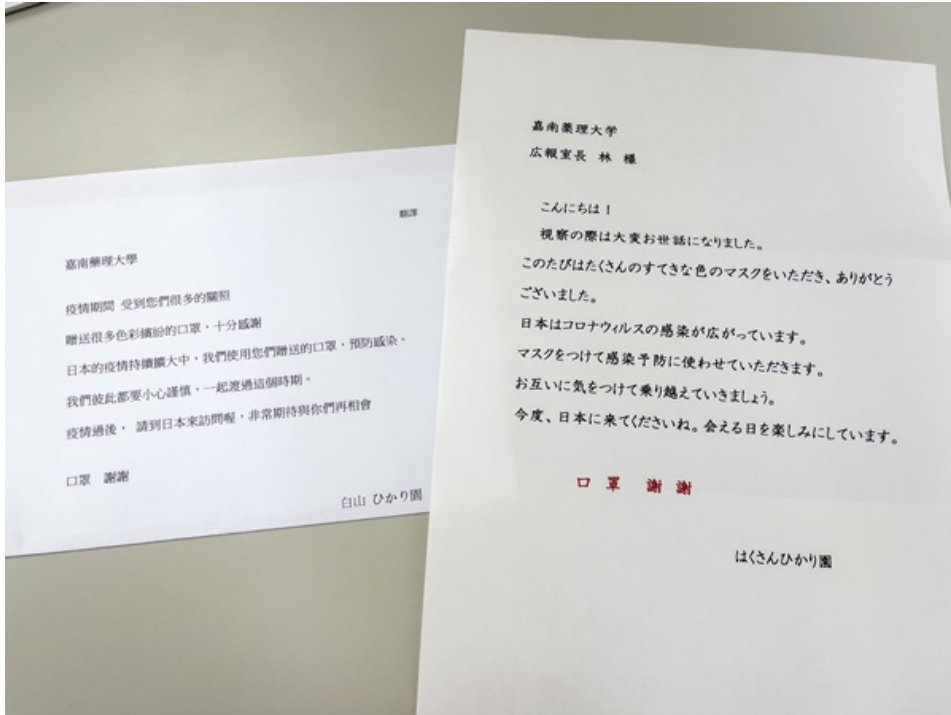 翻譯
嘉南藥理大學
疫情期間 受到您們很多的關照
贈送很多色彩繽紛的口罩,十分感謝
日本的疫情持續擴大中,我們使用您們贈送的口罩,預防感染。
我們彼此都要小心謹慎,一起渡過這個時期。
疫情過後, 請到日本來訪問喔,非常期待與你們再相會
口罩 謝謝
白山 ひかり園
嘉南薬理大学
広報室長 林 様
こんにちは!
視察の際は大変お世話になりました。
このたびはたくさんのすてきな色のマスクをいただき、ありがとう
ございました。
日本はコロナウィルスの感染が広がっています。
マスクをつけて感染予防に使わせていただきます。
お互いに気をつけて乗り越えていきましょう。
今度、日本に来てくださいね。会える日を楽しみにしています。
口罩 謝謝
はくさんひかり園